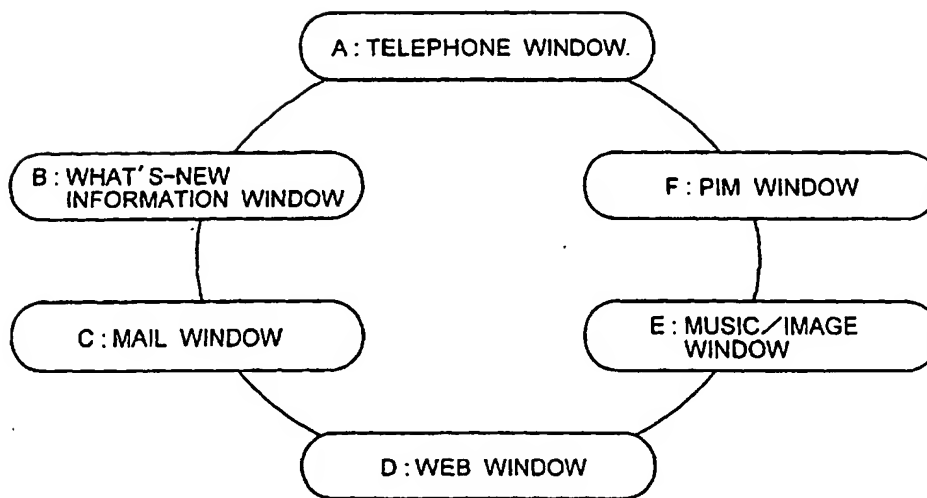 A : TELEPHONE WINDOW.
B : WHAT'S-NEW
INFORMATION WINDOW
F : PIM WINDOW
C : MAIL WINDOW
E : MUSIC／IMAGE
WINDOW
D : WEB WINDOW